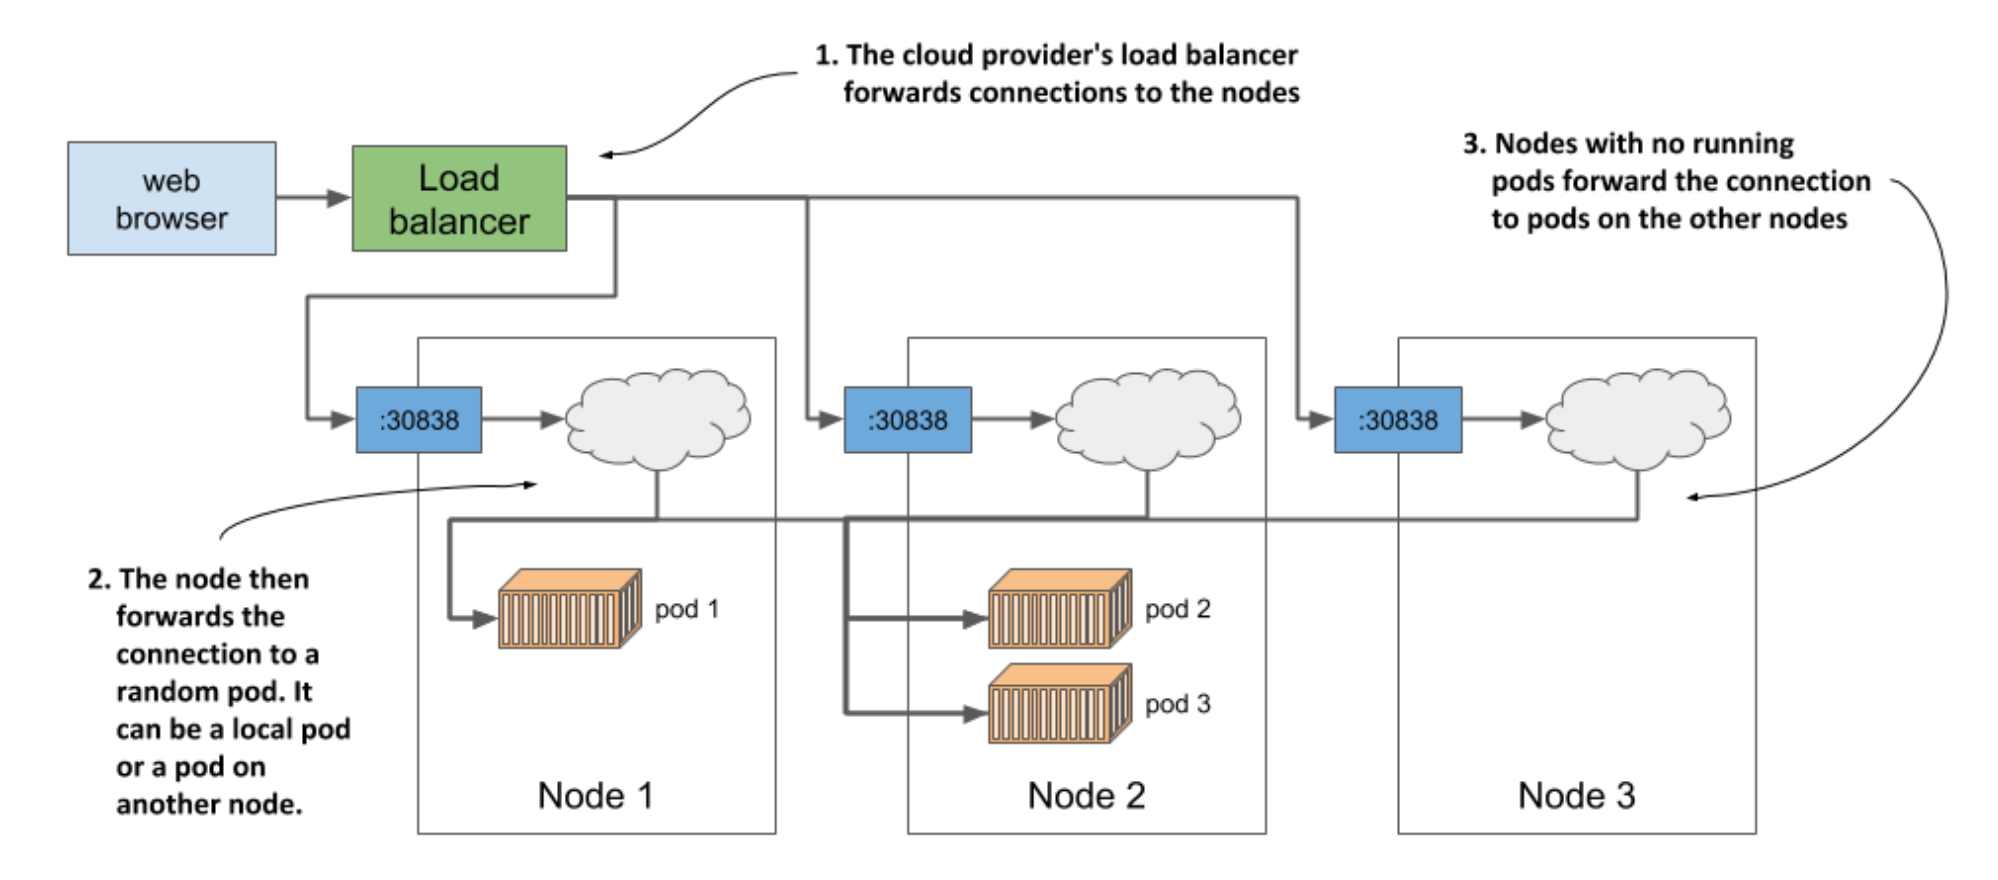 1. The cloud provider's load balancer
forwards connections to the nodes
3. Nodes with no running
pods forward the connection
to pods on the other nodes
web
browser
Load
balancer
:30838
:30838
:30838
2. The node then
forwards the
connection to a
random pod. It
can be a local pod
or a pod on
another node.
pod 1
pod 2
pod 3
Node 1
Node 2
Node 3